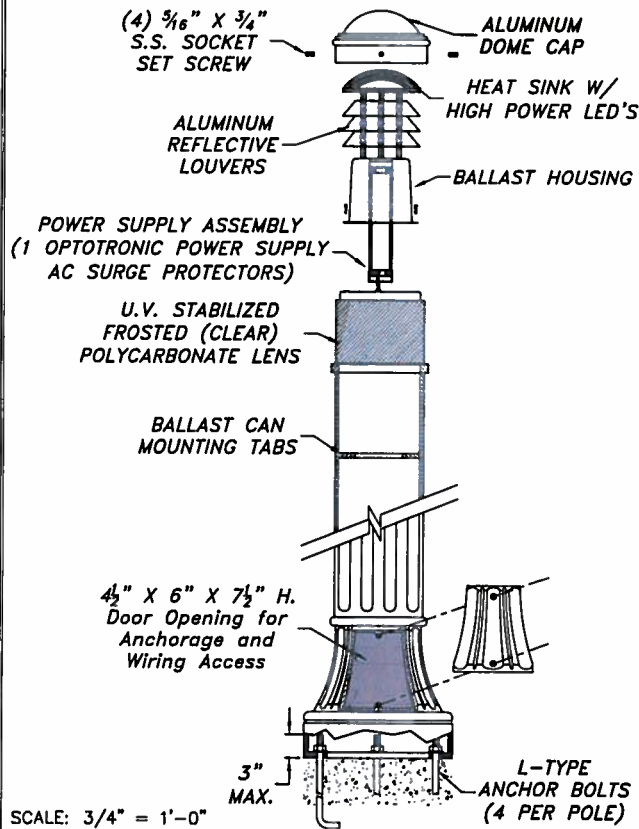 (4) 5/16" X 3/4"
S.S. SOCKET
SET SCREW
ALUMINUM
DOME CAP
HEAT SINK W/
HIGH POWER LED'S
ALUMINUM
REFLECTIVE
LOUVERS
BALLAST HOUSING
POWER SUPPLY ASSEMBLY
(1 OPTOTRONIC POWER SUPPLY
AC SURGE PROTECTORS)
U.V. STABILIZED
FROSTED (CLEAR)
POLYCARBONATE LENS
BALLAST CAN
MOUNTING TABS
4½" X 6" X 7½" H.
Door Opening for
Anchorage and
Wiring Access
3"
MAX.
L-TYPE
ANCHOR BOLTS
(4 PER POLE)
SCALE: 3/4" = 1'-0"